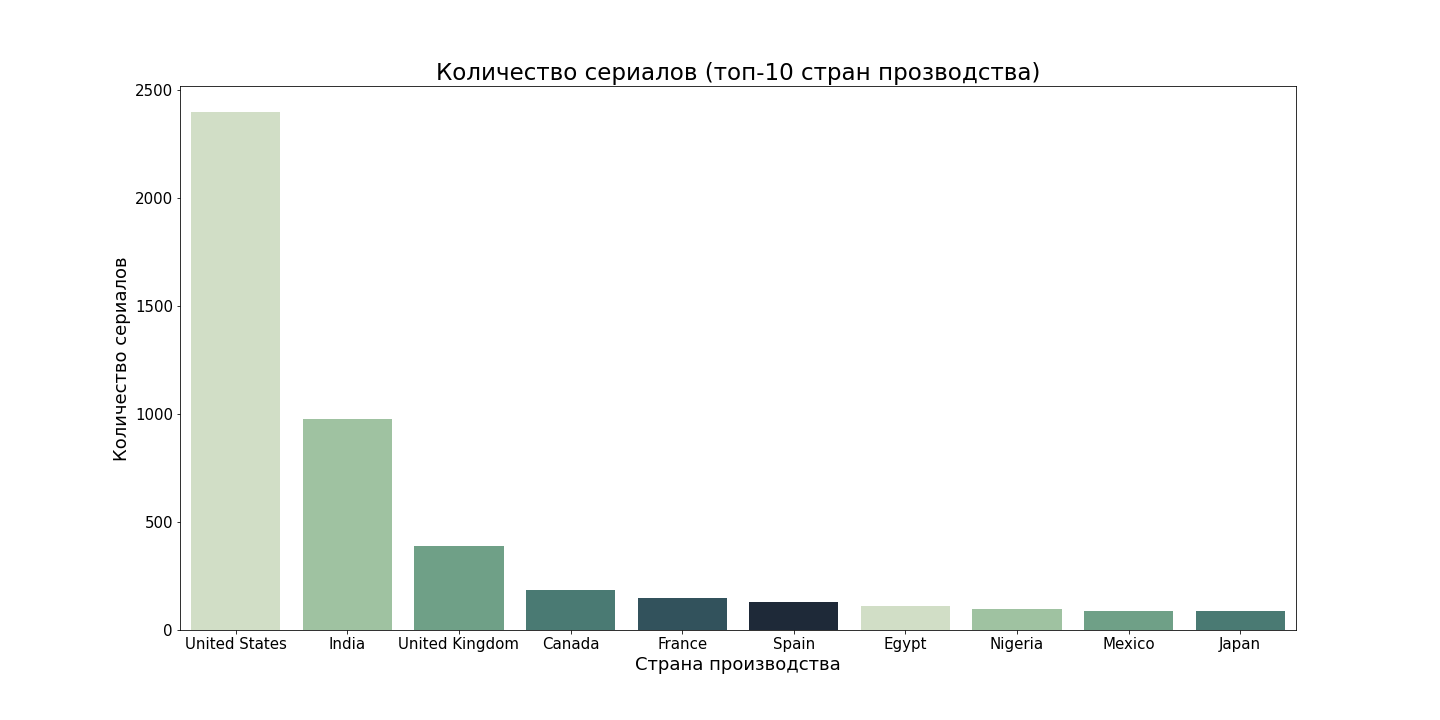 Количество сериалов (топ-10 стран прозводства)
Количество сериалов
2500
2000
1500
1000
500
0
United States India United Kingdom Canada France Spain Egypt Nigeria Mexico Japan
Страна производства